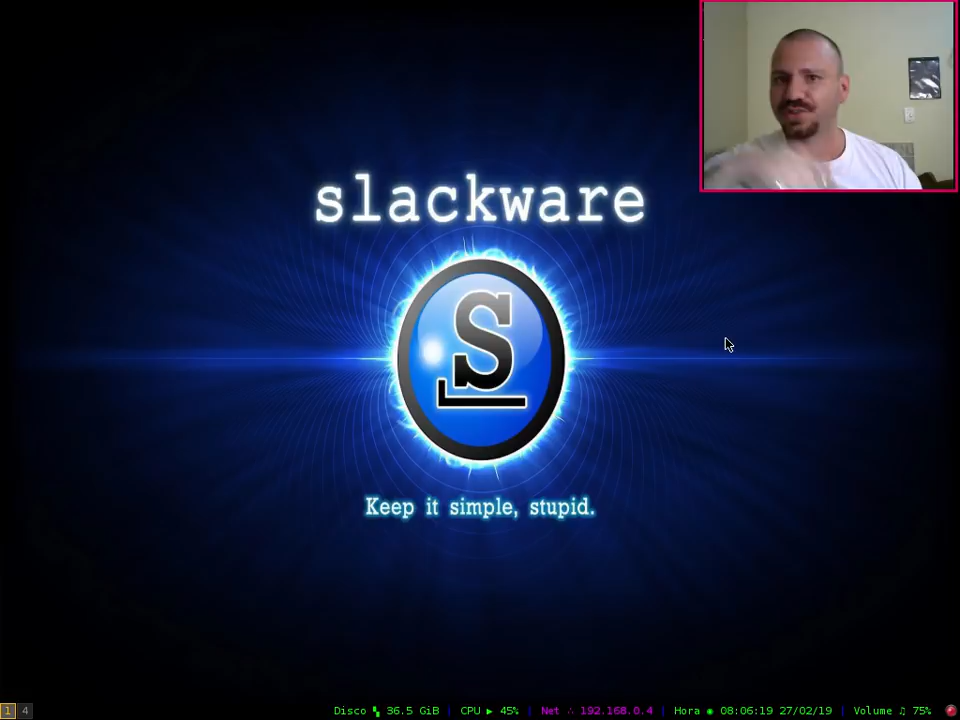 slackware
S
Keep it simple, stupid.
1 4 Disco ▚ 36.5 GiB | CPU ▶ 45% | Net ∴ 192.168.0.4 | Hora ◉ 08:06:19 27/02/19 | Volume ♫ 75%